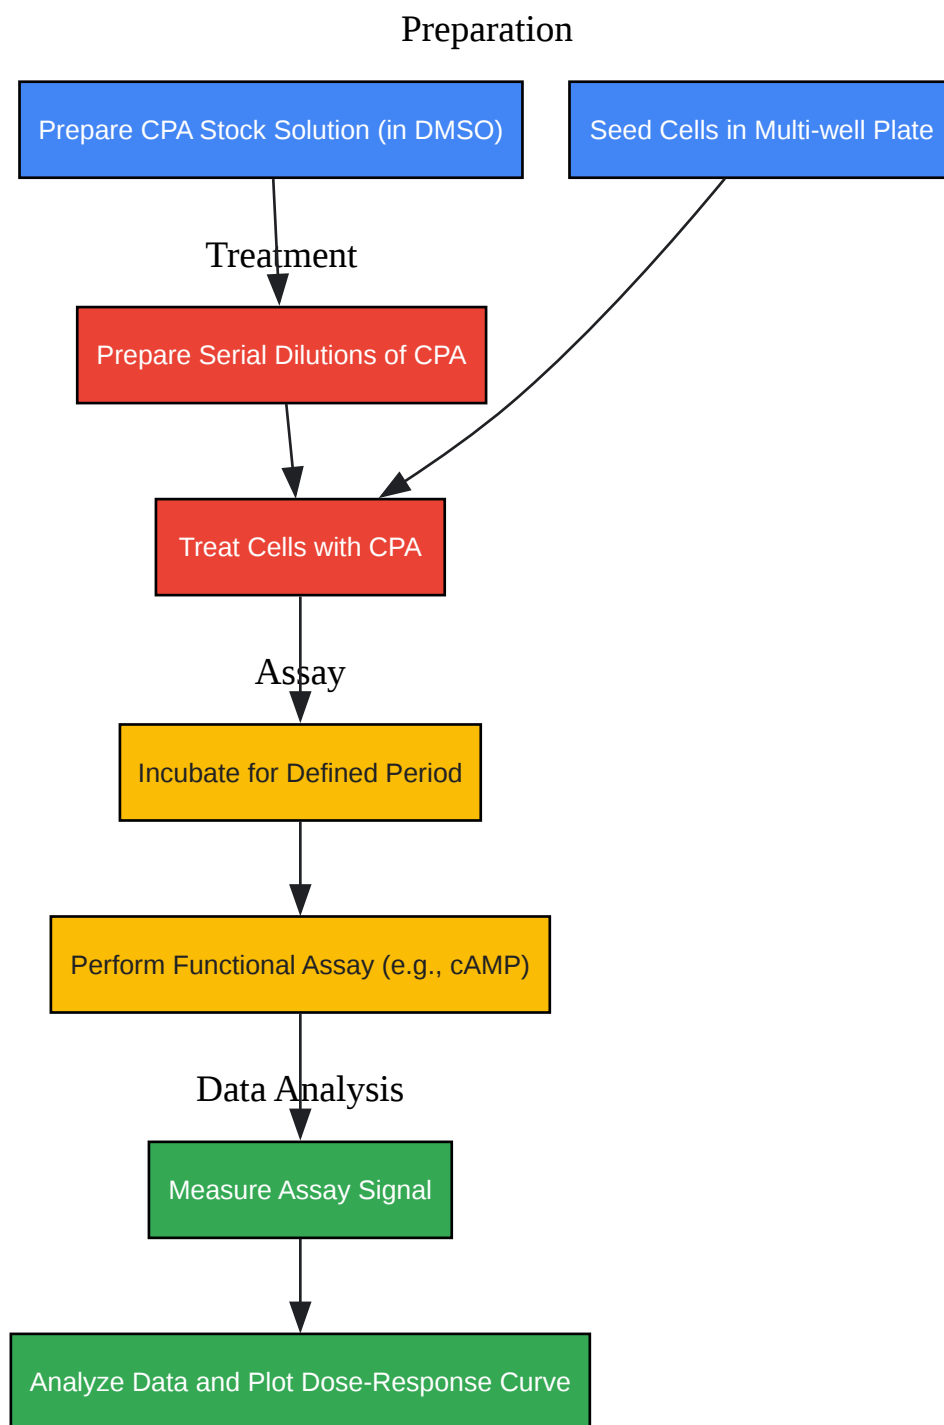 Preparation
Prepare CPA Stock Solution (in DMSO)
Seed Cells in Multi-well Plate
Treatment
Prepare Serial Dilutions of CPA
Treat Cells with CPA
Assay
Incubate for Defined Period
Perform Functional Assay (e.g., cAMP)
Data Analysis
Measure Assay Signal
Analyze Data and Plot Dose-Response Curve